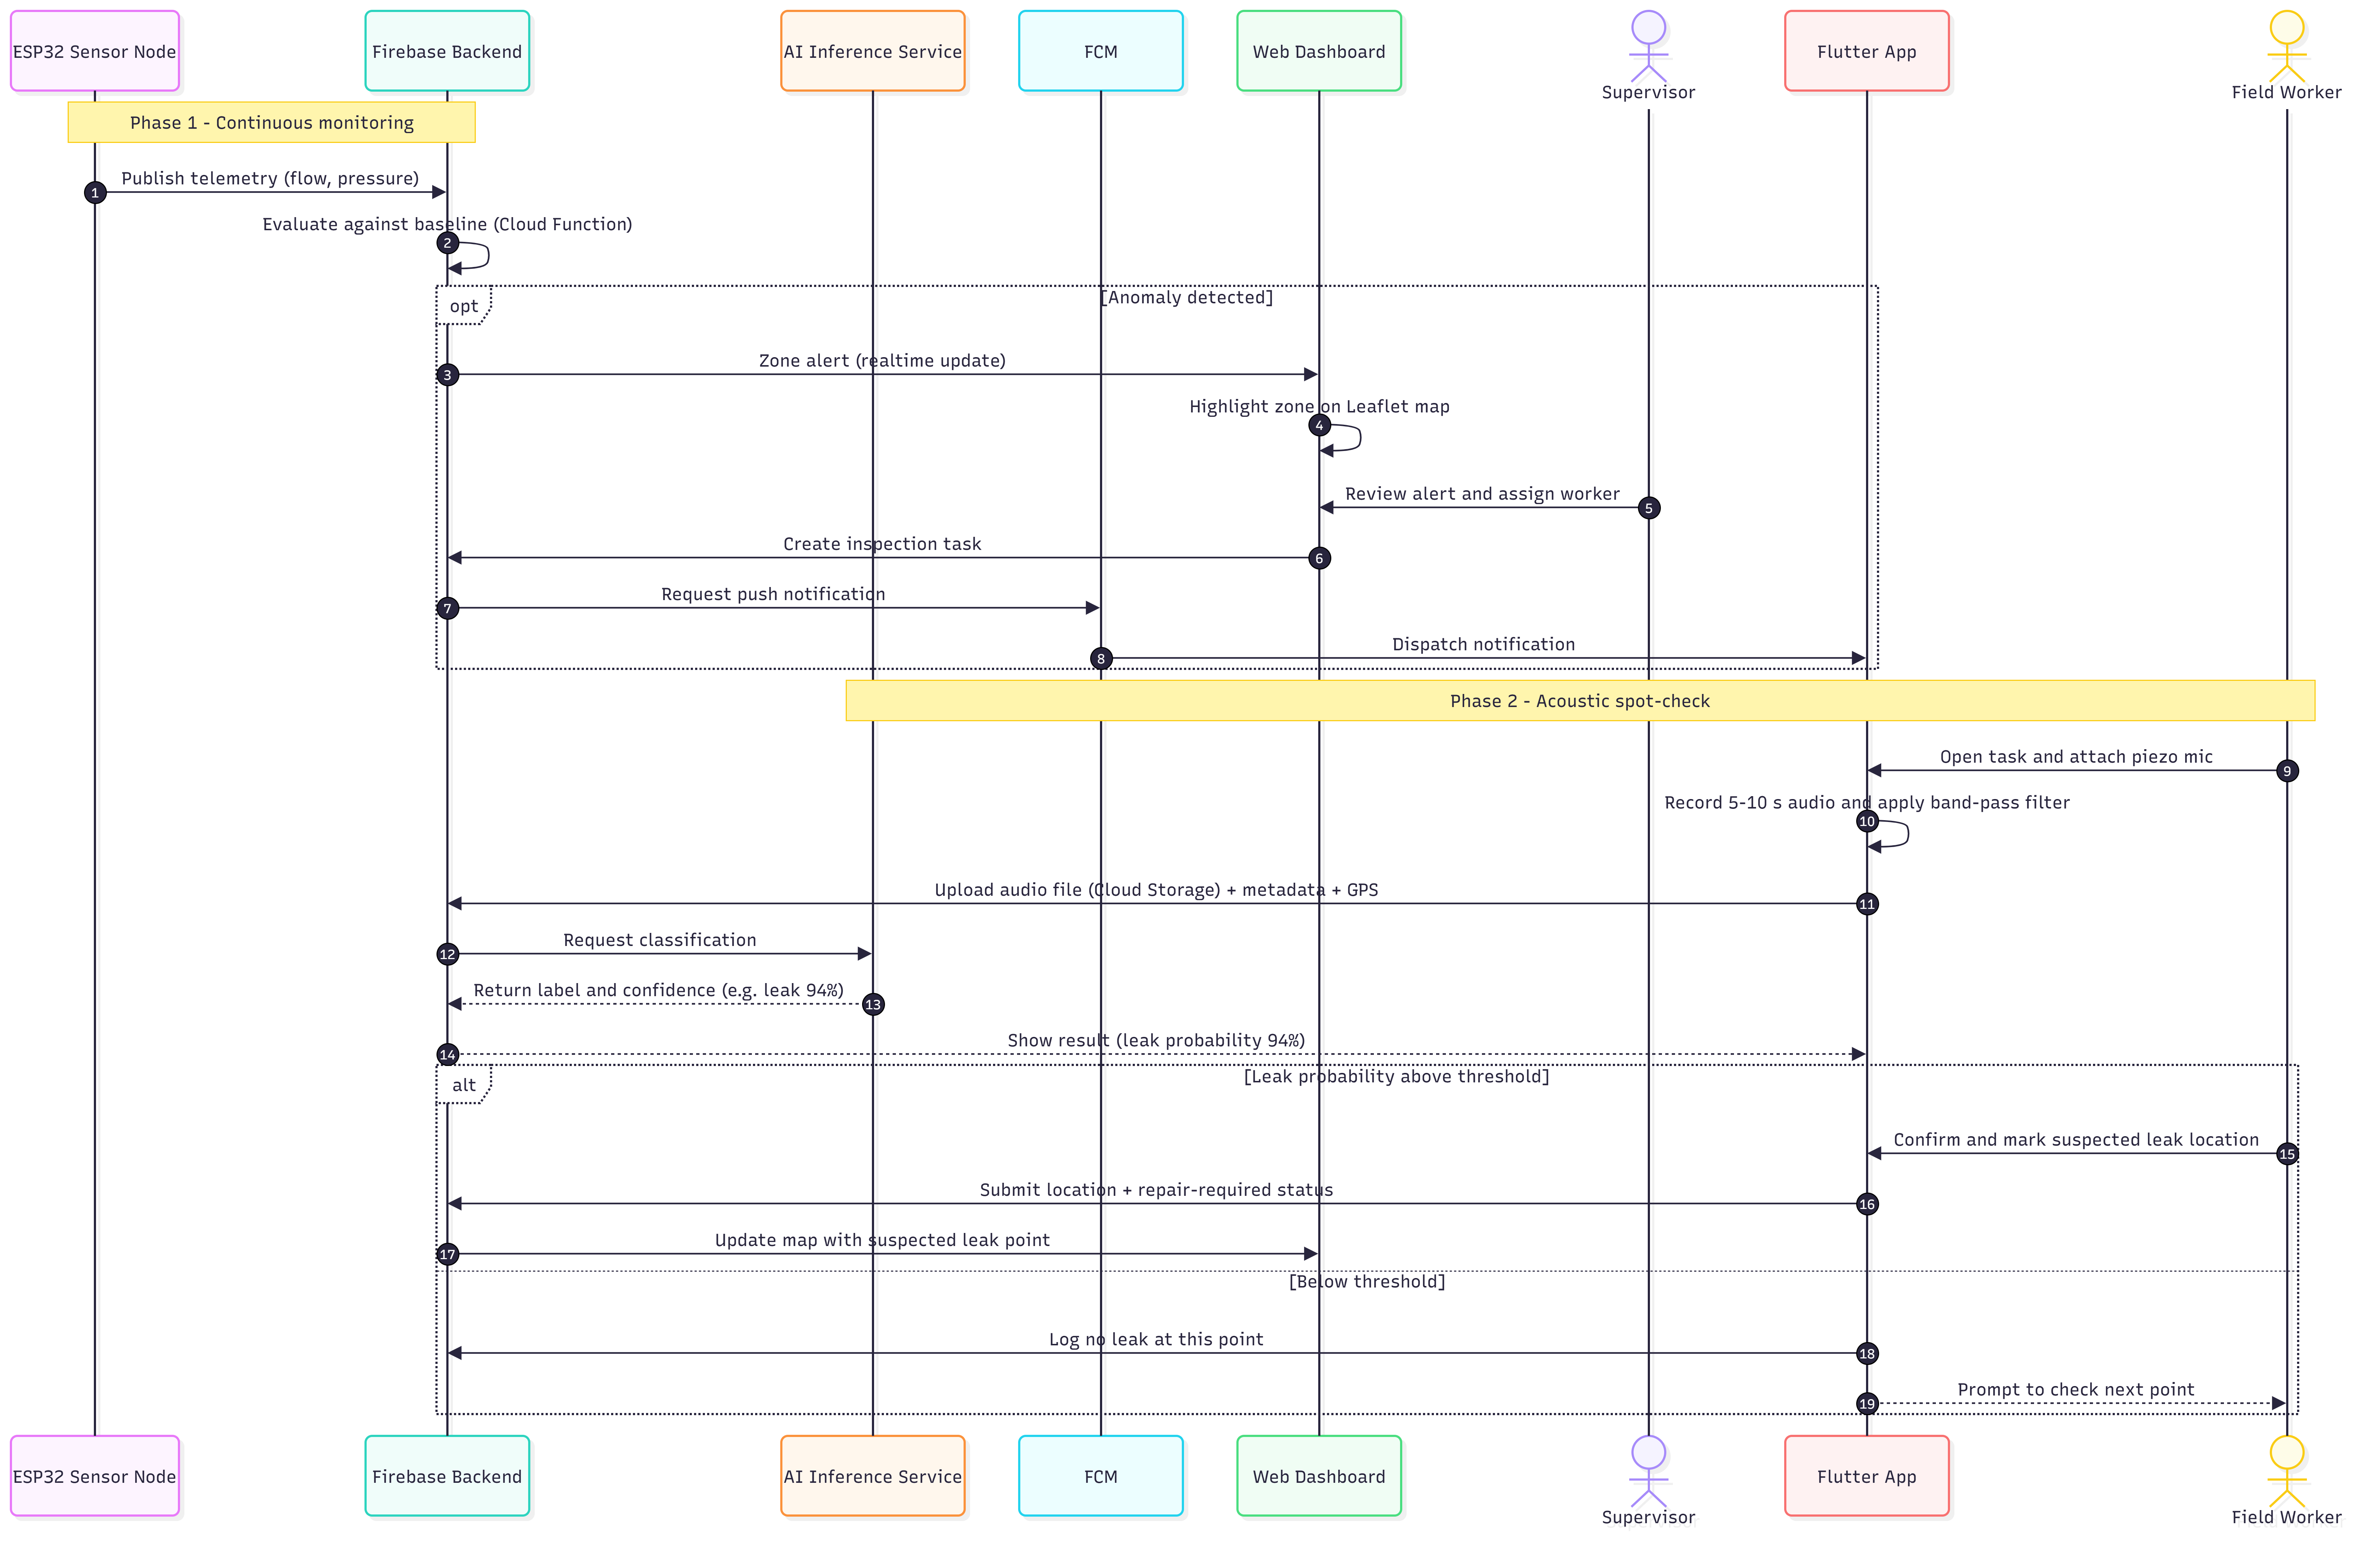 ESP32 Sensor Node
Firebase Backend
AI Inference Service
FCM
Web Dashboard
Supervisor
Flutter App
Field Worker
Phase 1 - Continuous monitoring
1
Publish telemetry (flow, pressure)
Evaluate against baseline (Cloud Function)
2
opt
[Anomaly detected]
Zone alert (realtime update)
3
Highlight zone on Leaflet map
4
Review alert and assign worker
5
Create inspection task
6
Request push notification
7
Dispatch notification
8
Phase 2 - Acoustic spot-check
Open task and attach piezo mic
9
Record 5-10 s audio and apply band-pass filter
10
Upload audio file (Cloud Storage) + metadata + GPS
11
Request classification
12
Return label and confidence (e.g. leak 94%)
13
Show result (leak probability 94%)
14
alt
[Leak probability above threshold]
Confirm and mark suspected leak location
15
Submit location + repair-required status
16
Update map with suspected leak point
17
[Below threshold]
Log no leak at this point
18
Prompt to check next point
19
ESP32 Sensor Node
Firebase Backend
AI Inference Service
FCM
Web Dashboard
Supervisor
Flutter App
Field Worker